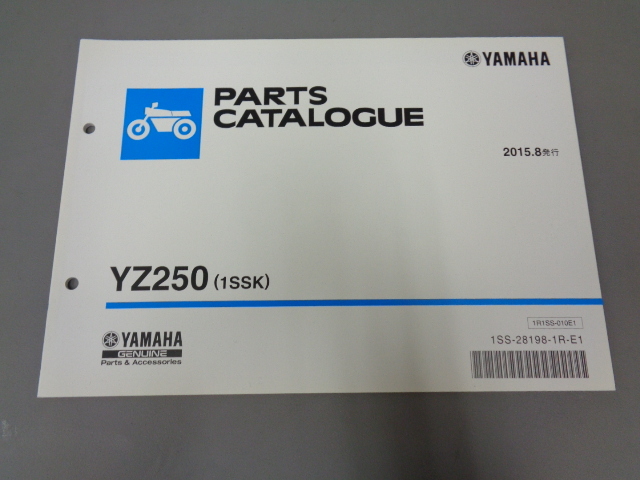 YAMAHA
PARTS
CATALOGUE
2015.8発行
YZ250 (1SSK)
YAMAHA
GENUINE
Parts & Accessories
1R1SS-010E1
1SS-28198-1R-E1